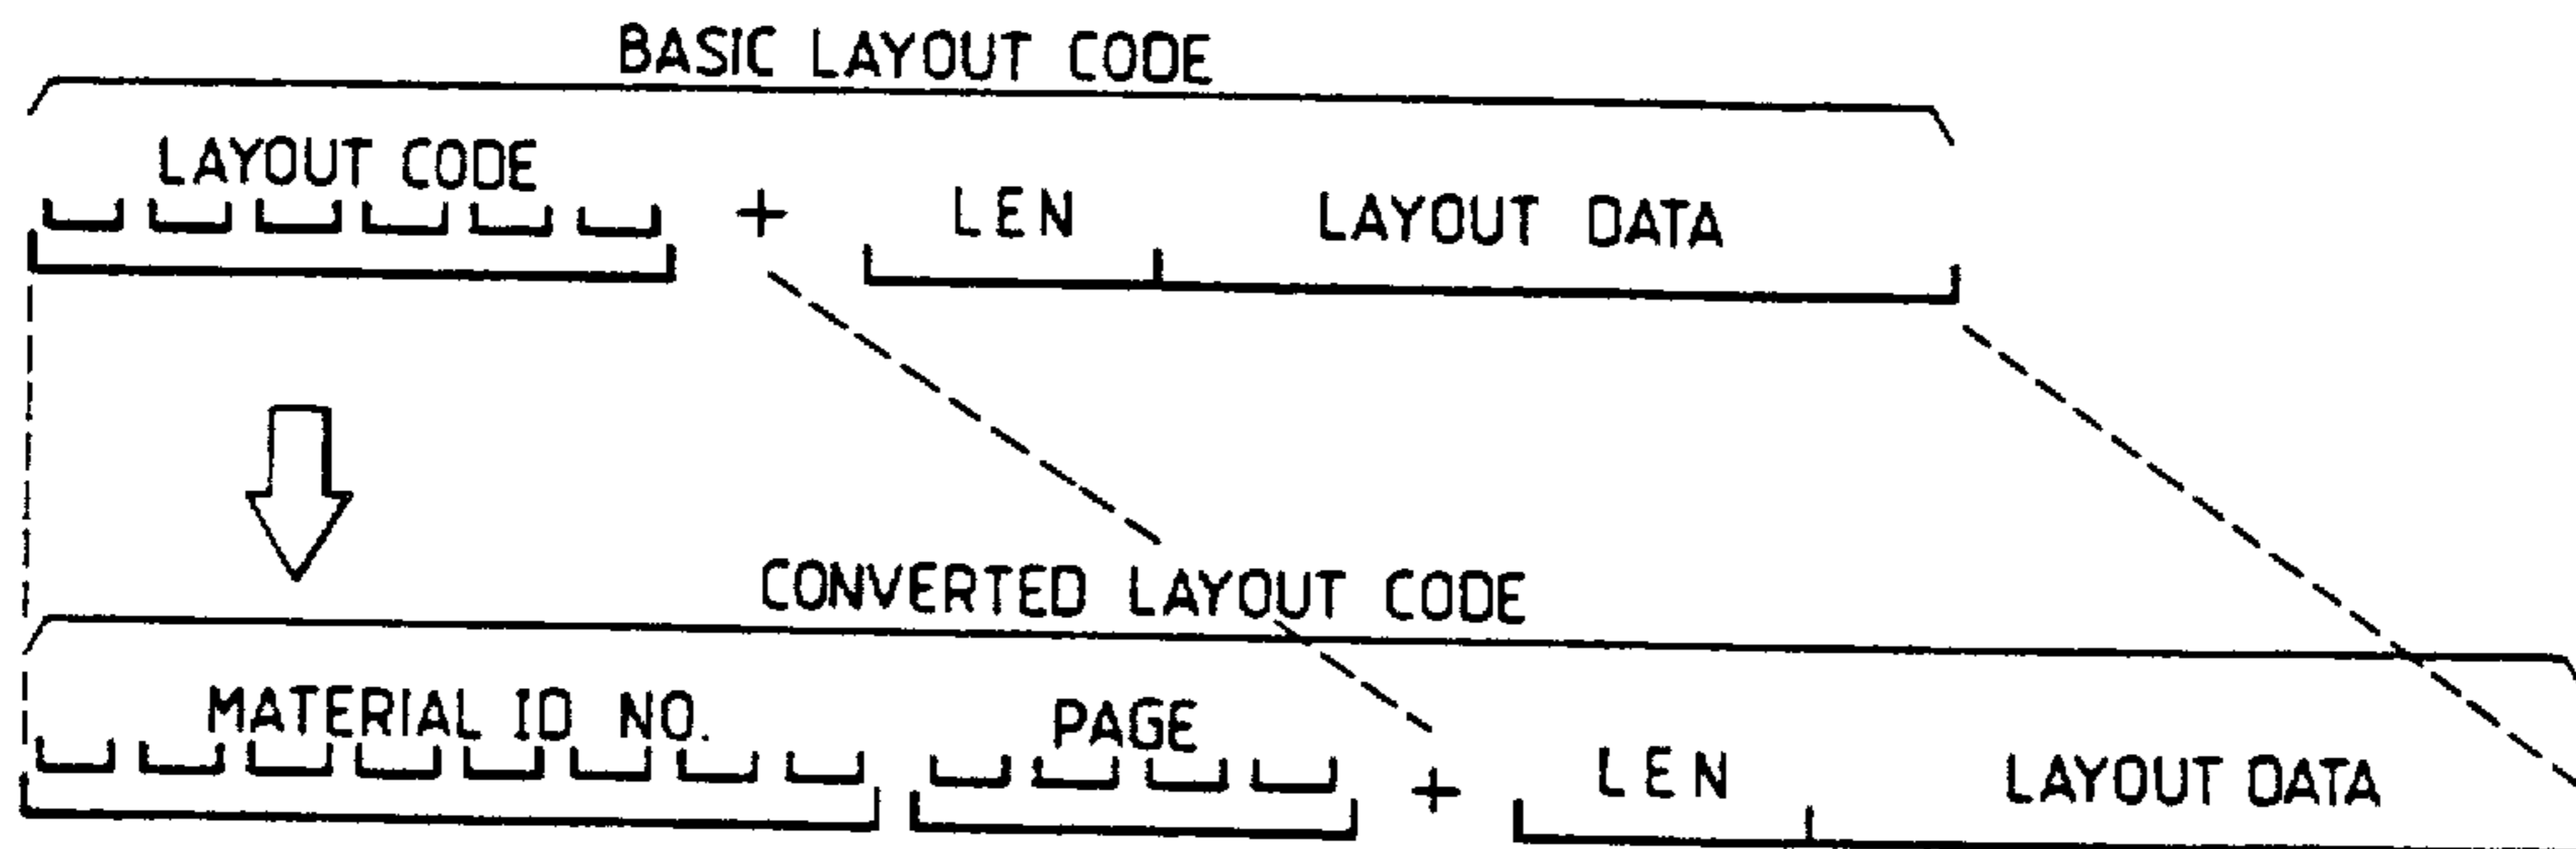 BASIC LAYOUT CODE
LAYOUT CODE + LEN LAYOUT DATA
CONVERTED LAYOUT CODE
MATERIAL ID NO. PAGE + LEN LAYOUT DATA